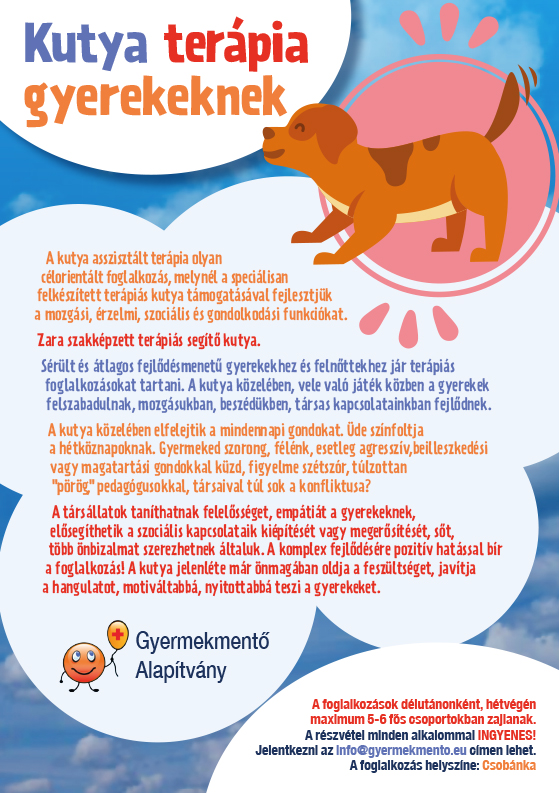 Kutya terápia
gyerekeknek
A kutya asszisztált terápia olyan
célorientált foglalkozás, melynél a speciálisan
felkészített terápiás kutya támogatásával fejlesztjük
a mozgási, érzelmi, szociális és gondolkodási funkciókat.
Zara szakképzett terápiás segítő kutya.
Sérült és átlagos fejlődésmenetű gyerekekhez és felnőttekhez jár terápiás
foglalkozásokat tartani. A kutya közelében, vele való játék közben a gyerekek
felszabadulnak, mozgásukban, beszédükben, társas kapcsolatainkban fejlődnek.
A kutya közelében elfelejtik a mindennapi gondokat. Üde színfoltja
a hétköznapoknak. Gyermeked szorong, félénk, esetleg agresszív,beilleszkedési
vagy magatartási gondokkal küzd, figyelme szétszór, túlzottan
"pörög," pedagógusokkal, társaival túl sok a konfliktusa?
A társállatok taníthatnak felelősséget, empátiát a gyerekeknek,
elősegíthetik a szociális kapcsolataik kiépítését vagy megerősítését, sőt,
több önbizalmat szerezhetnek általuk. A komplex fejlődésére pozitív hatással bír
a foglalkozás! A kutya jelenléte már önmagában oldja a feszültséget, javítja
a hangulatot, motiváltabbá, nyitottabbá teszi a gyerekeket.
Gyermekmentő
Alapítvány
A foglalkozások délutánonként, hétvégén
maximum 5-6 fős csoportokban zajlanak.
A részvétel minden alkalommal INGYENES!
Jelentkezni az info@gyermekmento.eu címen lehet.
A foglalkozás helyszíne: Csobánka